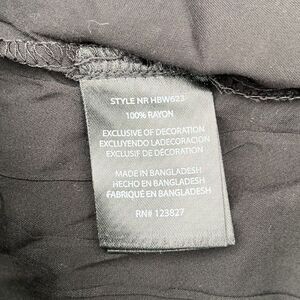 STYLE NR HBW623
100% RAYON
EXCLUSIVE OF DECORATION
EXCLUYENDO LADECORACION
EXCLUSIF DE DÉCORATION
MADE IN BANGLADESH
HECHO EN BANGLADESH
FABRIQUÉ EN BANGLADESH
RN# 123827